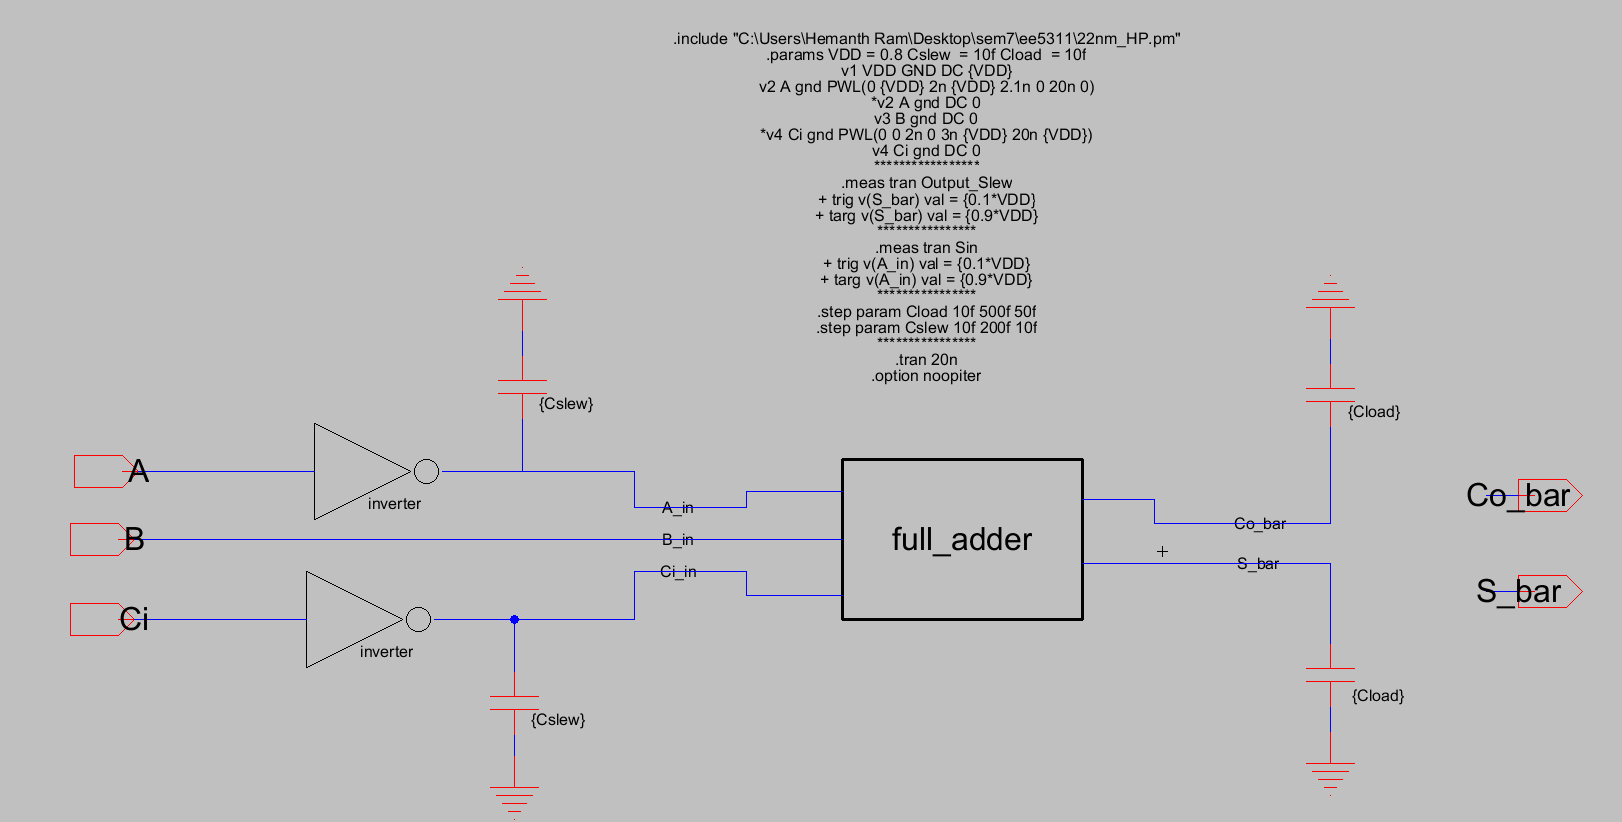 .include "C:\Users\Hemanth Ram\Desktop\sem7\ee5311\22nm_HP.pm"
.params VDD = 0.8 Cslew = 10f Cload = 10f
v1 VDD GND DC {VDD}
v2 A gnd PWL(0 {VDD} 2n {VDD} 2.1n 0 20n 0)
*v2 A gnd DC 0
v3 B gnd DC 0
*v4 Ci gnd PWL(0 0 2n 0 3n {VDD} 20n {VDD})
v4 Ci gnd DC 0
*****************
.meas tran Output_Slew
+ trig v(S_bar) val = {0.1*VDD}
+ targ v(S_bar) val = {0.9*VDD}
****************
.meas tran Sin
+ trig v(A_in) val = {0.1*VDD}
+ targ v(A_in) val = {0.9*VDD}
****************
.step param Cload 10f 500f 50f
.step param Cslew 10f 200f 10f
****************
.tran 20n
.option noopiter
{Cslew}
{Cload}
A
inverter
A_in
B
B_in
Ci
Ci_in
inverter
{Cslew}
full_adder
Co_bar
S_bar
{Cload}
Co_bar
S_bar